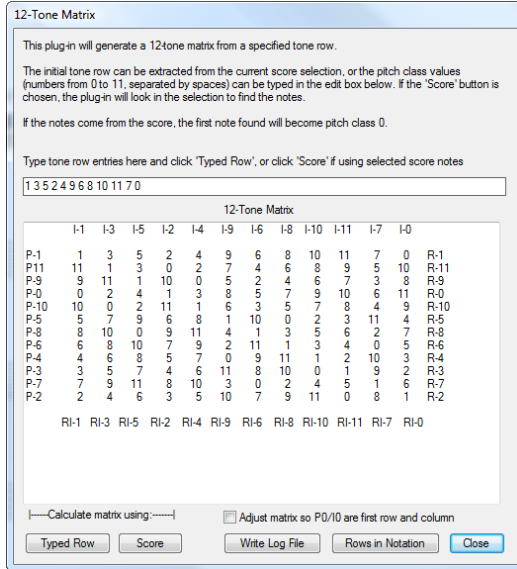 12-Tone Matrix
This plug-in will generate a 12-tone matrix from a specified tone row.
The initial tone row can be extracted from the current score selection, or the pitch class values
(numbers from 0 to 11, separated by spaces) can be typed in the edit box below. If the 'Score' button is
chosen, the plug-in will look in the selection to find the notes.
If the notes come from the score, the first note found will become pitch class 0.
Type tone row entries here and click 'Typed Row', or click 'Score' if using selected score notes
1 3 5 2 4 9 6 8 10 11 7 0
12-Tone Matrix
I-1 I-3 I-5 I-2 I-4 I-9 I-6 I-8 I-10 I-11 I-7 I-0
P-1 1 3 5 2 4 9 6 8 10 11 7 0 R-1
P11 11 1 3 0 2 7 4 6 8 9 5 10 R-11
P-9 9 11 1 10 0 5 2 4 6 7 3 8 R-9
P-0 0 2 4 1 3 8 5 7 9 10 6 11 R-0
P-10 10 0 2 11 1 6 3 5 7 8 4 9 R-10
P-5 5 7 9 6 8 1 10 0 2 3 11 4 R-5
P-8 8 10 0 9 11 4 1 3 5 6 2 7 R-8
P-6 6 8 10 7 9 2 11 1 3 4 0 5 R-6
P-4 4 6 8 5 7 0 9 11 1 2 10 3 R-4
P-3 3 5 7 4 6 11 8 10 0 1 9 2 R-3
P-7 7 9 11 8 10 3 0 2 4 5 1 6 R-7
P-2 2 4 6 3 5 10 7 9 11 0 8 1 R-2
RI-1 RI-3 RI-5 RI-2 RI-4 RI-9 RI-6 RI-8 RI-10 RI-11 RI-7 RI-0
|-----Calculate matrix using:-------| Adjust matrix so P0/I0 are first row and column
Typed Row Score Write Log File Rows in Notation Close